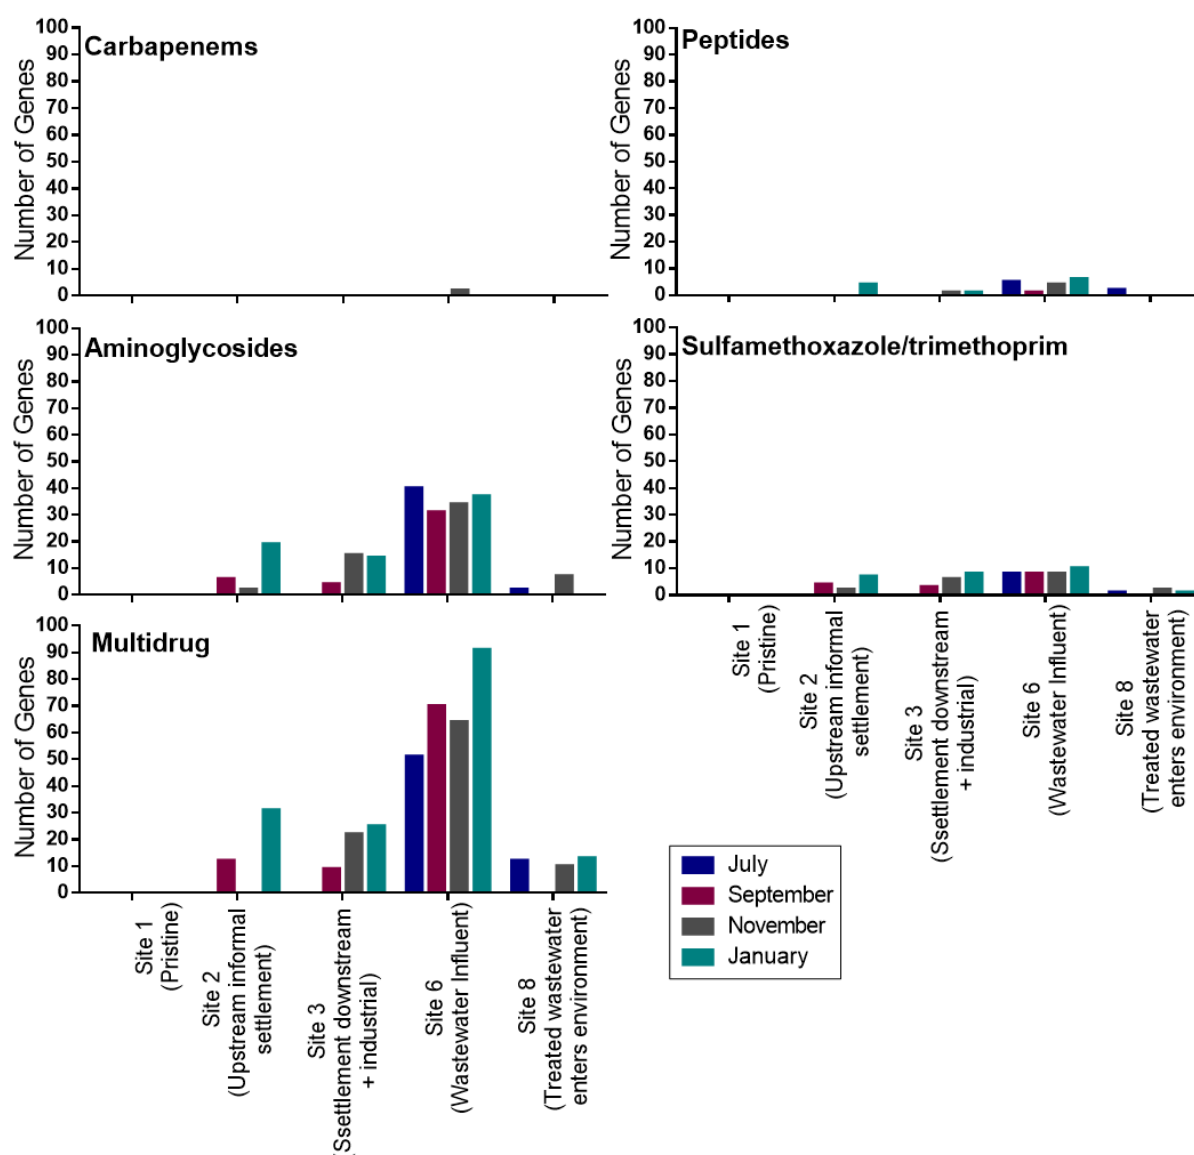 Carbapenems
Number of Genes
100
90
80
70
60
50
40
30
20
10
0
Peptides
Number of Genes
100
90
80
70
60
50
40
30
20
10
0
Aminoglycosides
Number of Genes
100
90
80
70
60
50
40
30
20
10
0
Sulfamethoxazole/trimethoprim
Number of Genes
100
90
80
70
60
50
40
30
20
10
0
Site 1
(Pristine)
Site 2
(Upstream informal
settlement)
Site 3
(Ssettlement downstream
+ industrial)
Site 6
(Wastewater Influent)
Site 8
(Treated wastewater
enters environment)
Multidrug
Number of Genes
100
90
80
70
60
50
40
30
20
10
0
Site 1
(Pristine)
Site 2
(Upstream informal
settlement)
Site 3
(Ssettlement downstream
+ industrial)
Site 6
(Wastewater Influent)
Site 8
(Treated wastewater
enters environment)
July
September
November
January